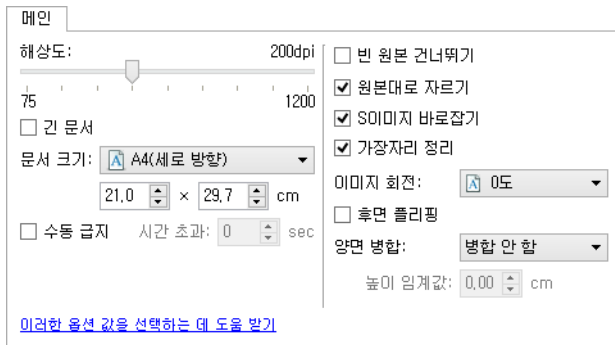 메인
해상도: 200dpi
75 1200
긴 문서
문서 크기: A4(세로 방향)
21,0 × 29,7 cm
수동 급지 시간 초과: 0 sec
이러한 옵션 값을 선택하는 데 도움 받기
빈 원본 건너뛰기
원본대로 자르기
SO이미지 바로잡기
가장자리 정리
이미지 회전: 0도
후면 플리핑
양면 병합: 병합 안 함
높이 임계값: 0,00 cm